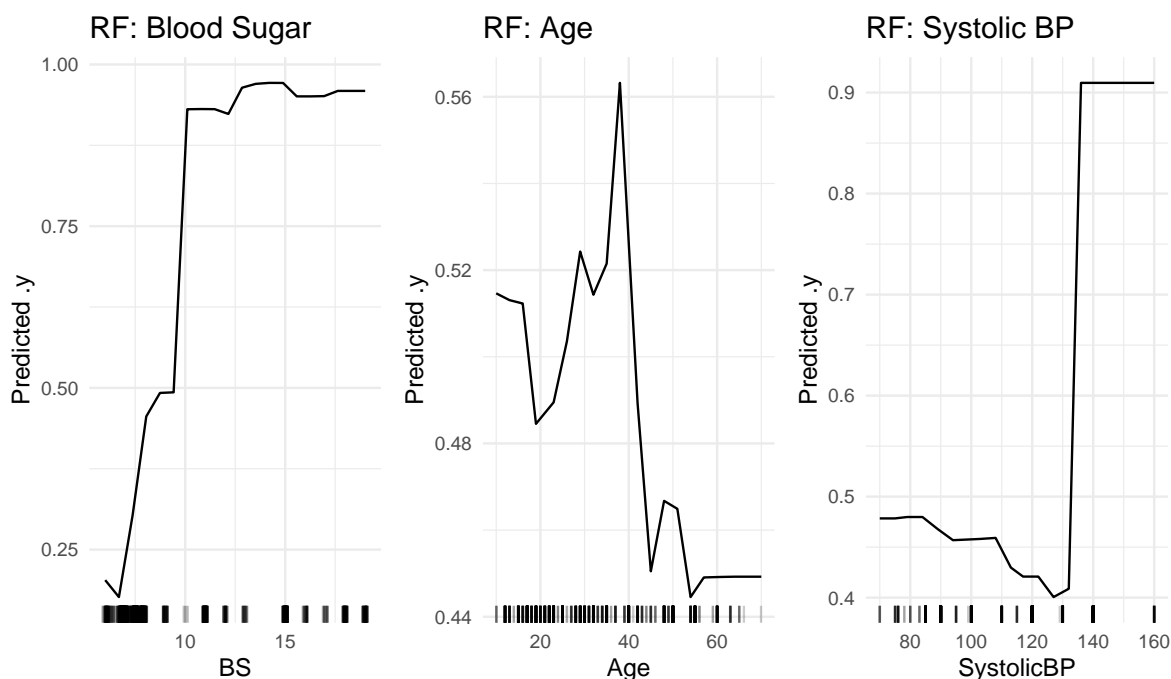 RF: Blood Sugar
1.00
0.75
0.50
0.25
Predicted .y
10 15
BS
RF: Age
0.56
0.52
0.48
0.44
Predicted .y
20 40 60
Age
RF: Systolic BP
0.9
0.8
0.7
0.6
0.5
0.4
Predicted .y
80 100 120 140 160
SystolicBP